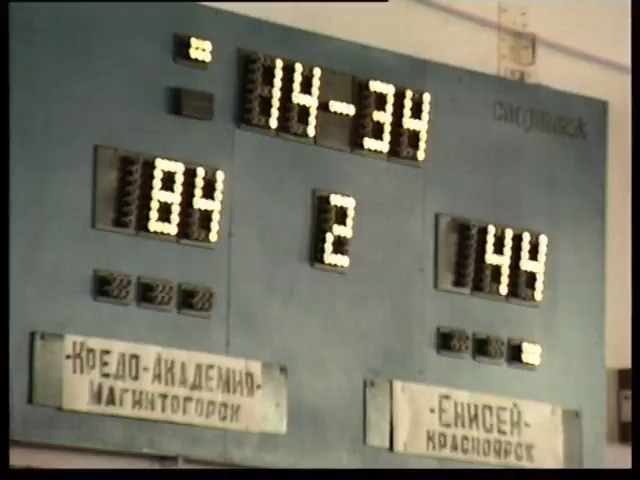 14-34
84 2 44
-КРЕДО-АКАДЕМИЯ-
МАГНИТОГОРСК
-ЕНИСЕЙ-
КРАСНОЯРСК